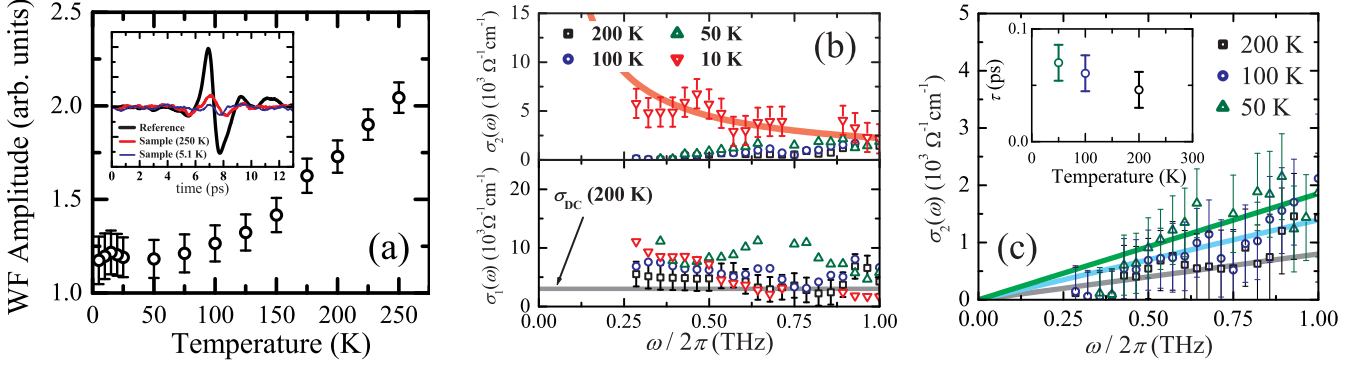 WF Amplitude (arb. units)
2.5
2.0
1.5
1.0
0 50 100 150 200 250
Temperature (K)
(a)
Reference
Sample (250 K)
Sample (5.1 K)
0 2 4 6 8 10 12
time (ps)
σ₂(ω) (10³ Ω⁻¹cm⁻¹)
15
10
5
0
200 K 50 K
100 K 10 K
(b)
σ₁(ω) (10³ Ω⁻¹cm⁻¹)
30
20
10
0
σDC (200 K)
0.00 0.25 0.50 0.75 1.00
ω / 2π (THz)
σ₂(ω) (10³ Ω⁻¹cm⁻¹)
5
4
3
2
1
0
τ (ps)
0.1
0.0
0 100 200 300
Temperature (K)
200 K
100 K
50 K
(c)
0.00 0.25 0.50 0.75 1.00
ω / 2π (THz)